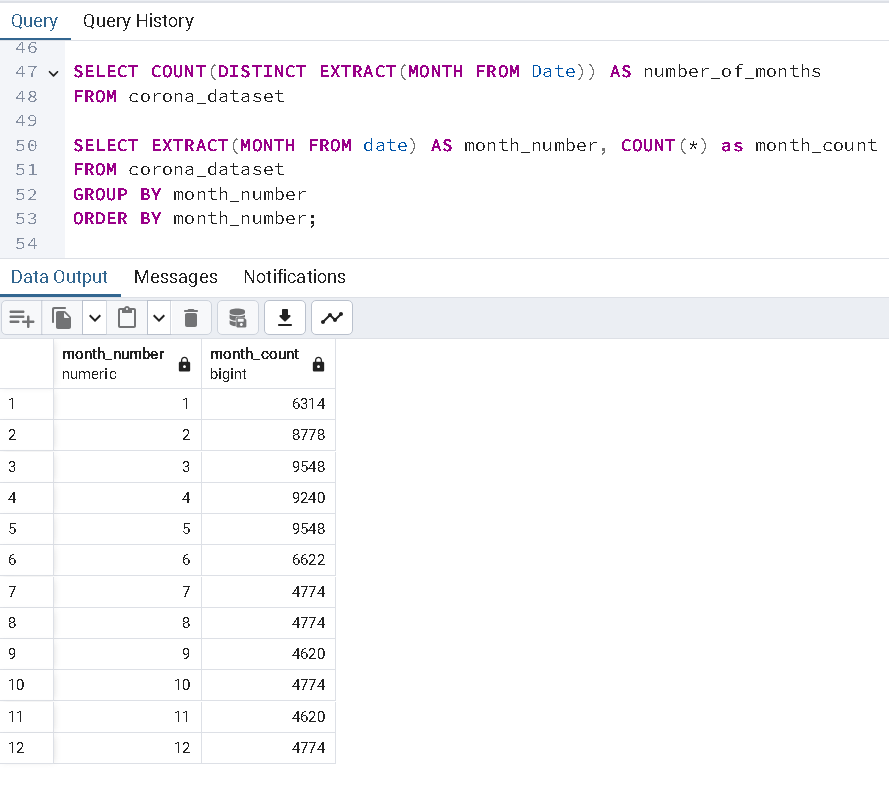 Query Query History
46
47 SELECT COUNT(DISTINCT EXTRACT(MONTH FROM Date)) AS number_of_months
48 FROM corona_dataset
49
50 SELECT EXTRACT(MONTH FROM date) AS month_number, COUNT(*) as month_count
51 FROM corona_dataset
52 GROUP BY month_number
53 ORDER BY month_number;
54
Data Output Messages Notifications
month_number month_count
numeric bigint
1 1 6314
2 2 8778
3 3 9548
4 4 9240
5 5 9548
6 6 6622
7 7 4774
8 8 4774
9 9 4620
10 10 4774
11 11 4620
12 12 4774